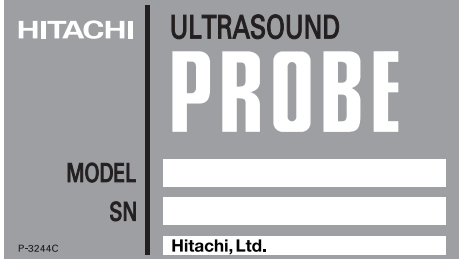 HITACHI
ULTRASOUND
PROBE
MODEL
SN
P-3244C
Hitachi, Ltd.